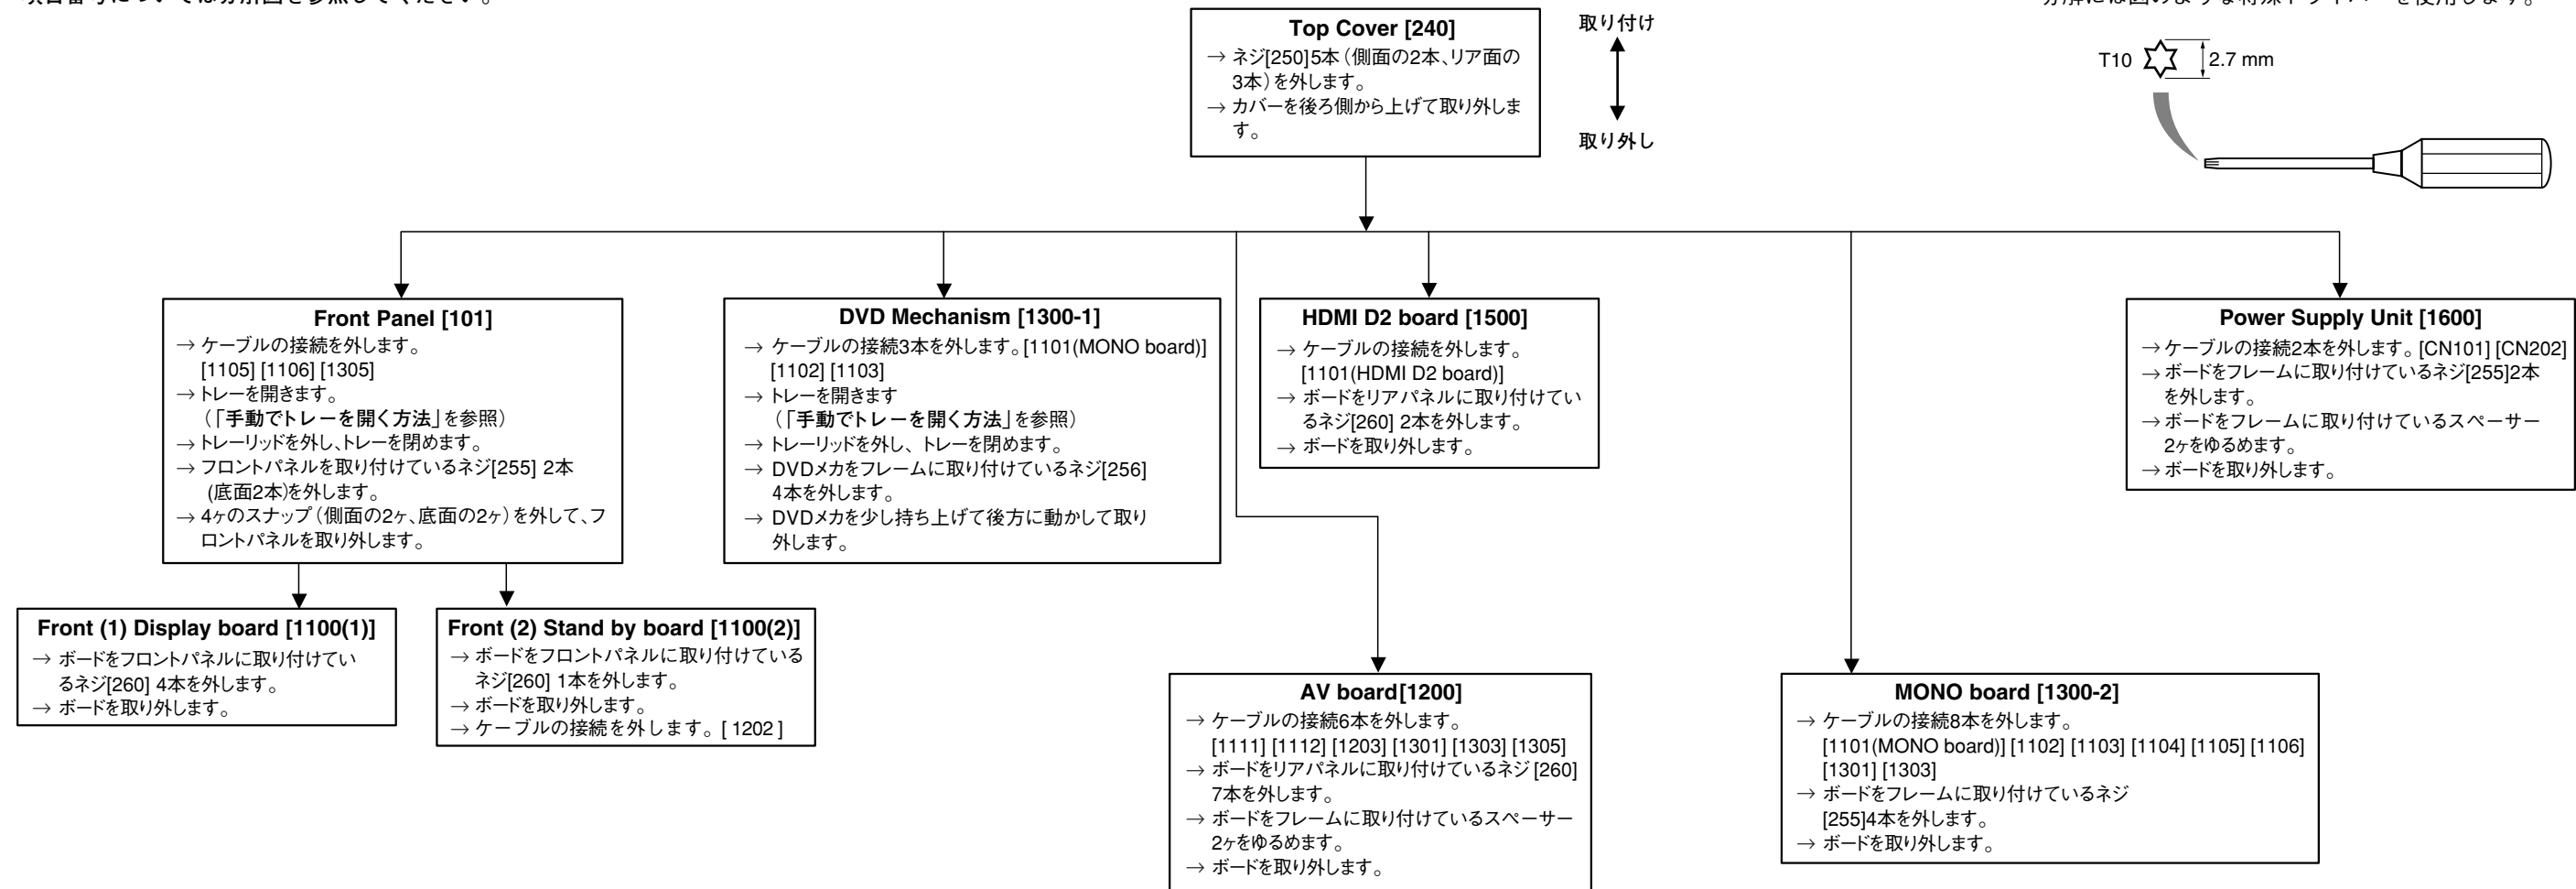 Top Cover [240]
→ ネジ[250]5本（側面の2本、リア面の
3本）を外します。
→ カバーを後ろ側から上げて取り外しま
す。
取り付け
取り外し
T10
2.7 mm
Front Panel [101]
→ ケーブルの接続を外します。
[1105] [1106] [1305]
→ トレーを開きます。
（「手動でトレーを開く方法」を参照）
→ トレーリッドを外し、トレーを閉めます。
→ フロントパネルを取り付けているネジ[255] 2本
(底面2本)を外します。
→ 4ヶのスナップ（側面の2ヶ、底面の2ヶ）を外して、フ
ロントパネルを取り外します。
DVD Mechanism [1300-1]
→ ケーブルの接続3本を外します。[1101(MONO board)]
[1102] [1103]
→ トレーを開きます
（「手動でトレーを開く方法」を参照）
→ トレーリッドを外し、トレーを閉めます。
→ DVDメカをフレームに取り付けているネジ[256]
4本を外します。
→ DVDメカを少し持ち上げて後方に動かして取り
外します。
HDMI D2 board [1500]
→ ケーブルの接続を外します。
[1101(HDMI D2 board)]
→ ボードをリアパネルに取り付けてい
るネジ[260] 2本を外します。
→ ボードを取り外します。
Power Supply Unit [1600]
→ ケーブルの接続2本を外します。[CN101] [CN202]
→ ボードをフレームに取り付けているネジ[255]2本
を外します。
→ ボードをフレームに取り付けているスペーサー
2ヶをゆるめます。
→ ボードを取り外します。
Front (1) Display board [1100(1)]
→ ボードをフロントパネルに取り付けてい
るネジ[260] 4本を外します。
→ ボードを取り外します。
Front (2) Stand by board [1100(2)]
→ ボードをフロントパネルに取り付けている
ネジ[260] 1本を外します。
→ ボードを取り外します。
→ ケーブルの接続を外します。[ 1202 ]
AV board[1200]
→ ケーブルの接続6本を外します。
[1111] [1112] [1203] [1301] [1303] [1305]
→ ボードをリアパネルに取り付けているネジ [260]
7本を外します。
→ ボードをフレームに取り付けているスペーサー
2ヶをゆるめます。
→ ボードを取り外します。
MONO board [1300-2]
→ ケーブルの接続8本を外します。
[1101(MONO board)] [1102] [1103] [1104] [1105] [1106]
[1301] [1303]
→ ボードをフレームに取り付けているネジ
[255]4本を外します。
→ ボードを取り外します。